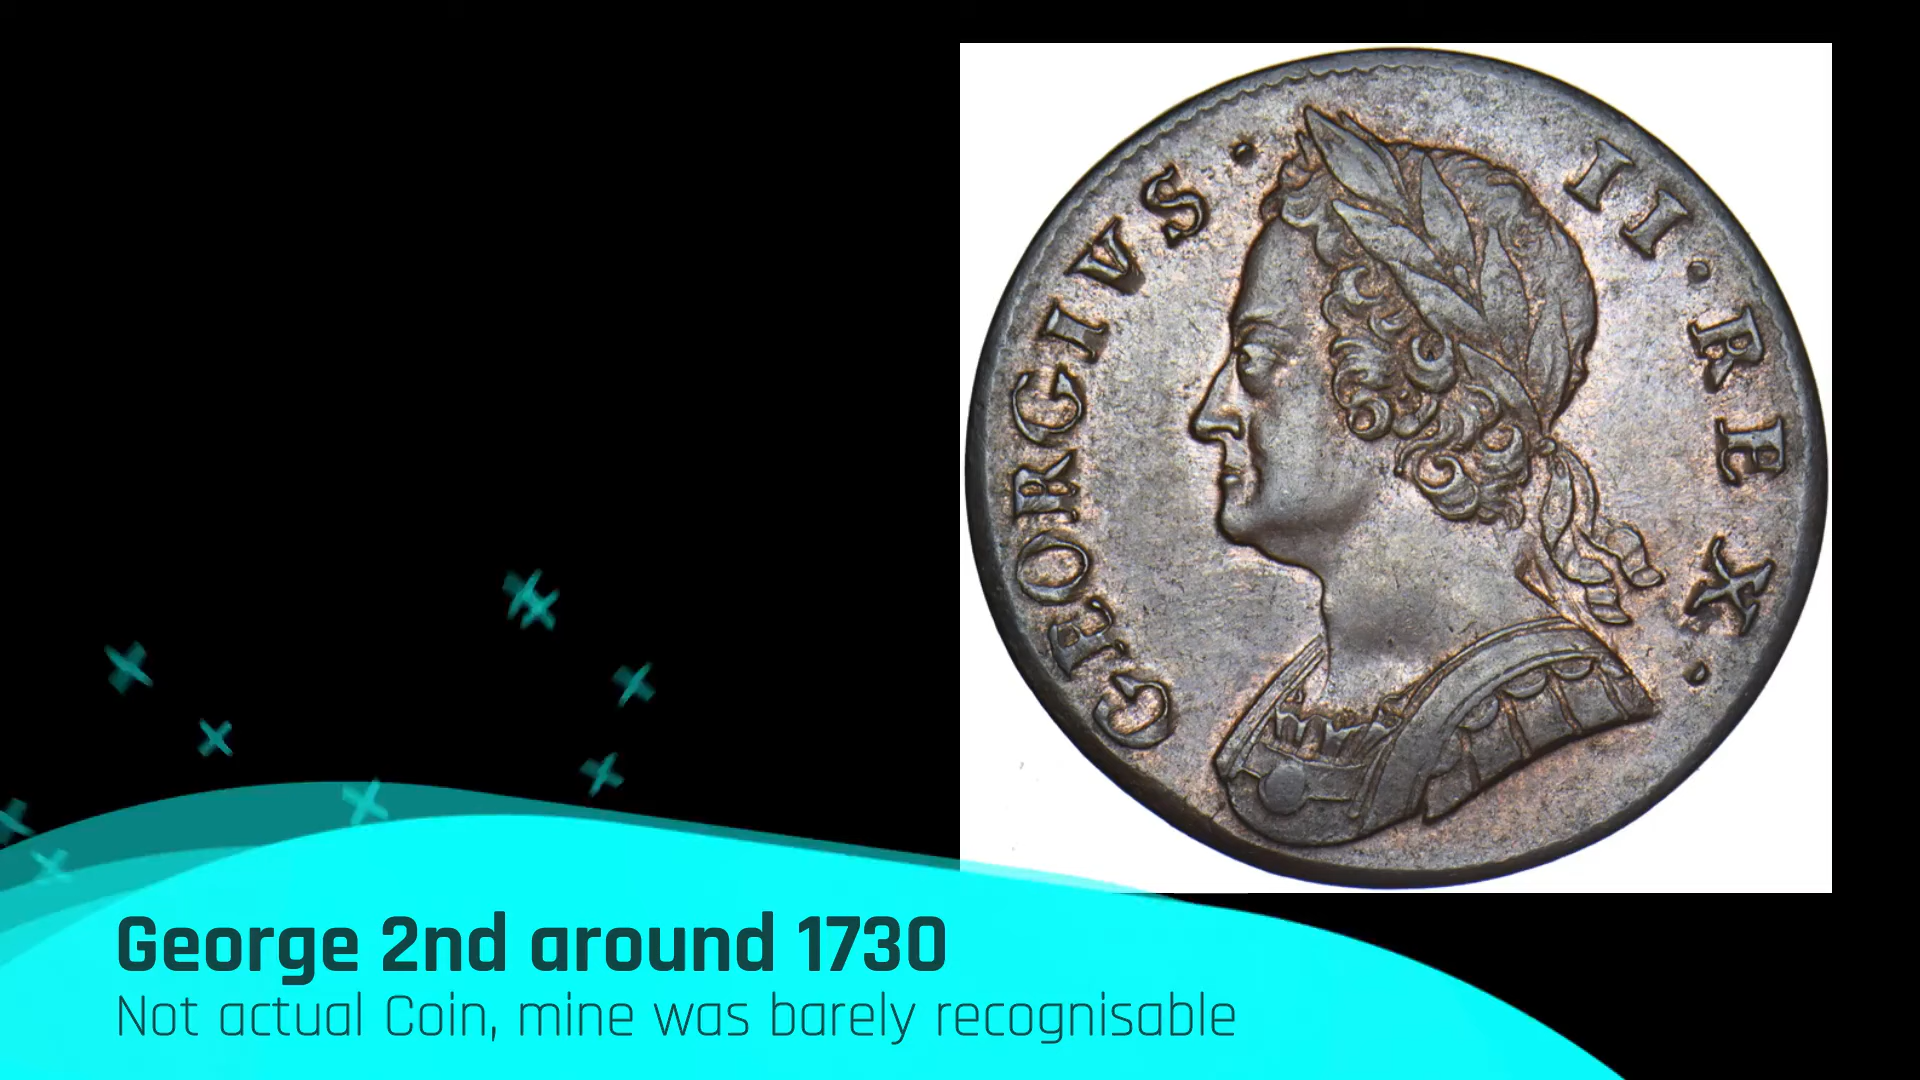 GEORGIVS · II · REX ·
George 2nd around 1730
Not actual Coin, mine was barely recognisable